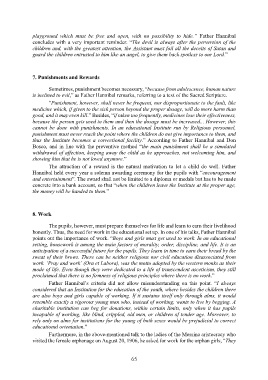 playground which must be free and open, with no possibility to hide." Father Hannibal
concludes with a very important reminder: "The devil is always after the perversion of the
children and, with the greatest attention, the Assistant must foil all the deceits of Satan and
guard the children entrusted to him like an angel, to give them back spotless to our Lord."
7. Punishments and Rewards
Sometimes, punishment becomes necessary, "because from adolescence, human nature
is inclined to evil," as Father Hannibal remarks, referring to a text of the Sacred Scripture.
"Punishment, however, shall never be frequent, nor disproportionate to the fault, like
medicine which, if given to the sick person beyond the proper dosage, will do more harm than
good, and it may even kill." Besides, "if taken too frequently, medicines lose their effectiveness,
because the person gets used to them and then the dosage must be increased... However, this
cannot be done with punishments. In an educational institute run by Religious personnel,
punishment must never reach the point where the children do not give importance to them, and
thus the Institute becomes a correctional facility." According to Father Hannibal and Don
Bosco, and in line with the preventive method "the main punishment shall be a simulated
withdrawal of affection, keeping away the child as he approaches, not welcoming him, and
showing him that he is not loved anymore."
The attraction of a reward is the natural motivation to let a child do well. Father
Hannibal held every year a solemn awarding ceremony for the pupils with "encouragement
and entertainment". The award shall not be limited to a diploma or medals but has to be made
concrete into a bank account, so that "when the children leave the Institute at the proper age,
the money will be handed to them."
8. Work
The pupils, however, must prepare themselves for life and learn to earn their livelihood
honestly. Thus, the need for work in the educational setup. In one of his talks, Father Hannibal
points out the importance of work. "Boys and girls must get used to work. In an educational
setting, homework is among the main factors of morality, order, discipline, and life. It is an
anticipation of a successful future for the pupils. They learn in time to earn their bread by the
sweat of their brows. There can be neither religious nor civil education disassociated from
work. 'Pray and work' (Ora et Labora), was the motto adopted by the western monks as their
mode of life. Even though they were dedicated to a life of transcendent asceticism, they still
proclaimed that there is no firmness of religious principles where there is no work."
Father Hannibal's criteria did not allow misunderstanding on this point. "I always
considered that an Institution for the education of the youth, where besides the children there
are also boys and girls capable of working, If it sustains itself only through alms, it would
resemble exactly a vigorous young man who, instead of working, wants to live by begging. A
charitable institution can beg for donations, within certain limits, only when it has pupils
incapable of working, like blind, crippled, old men, or children of tender age. Moreover, to
rely only on alms for institutions for the young of both sexes would be prejudicial to correct
educational orientation."
Furthermore, in the above-mentioned talk to the ladies of the Messina aristocracy who
visited the female orphanage on August 20, 1906, he asked for work for the orphan girls, "They
65